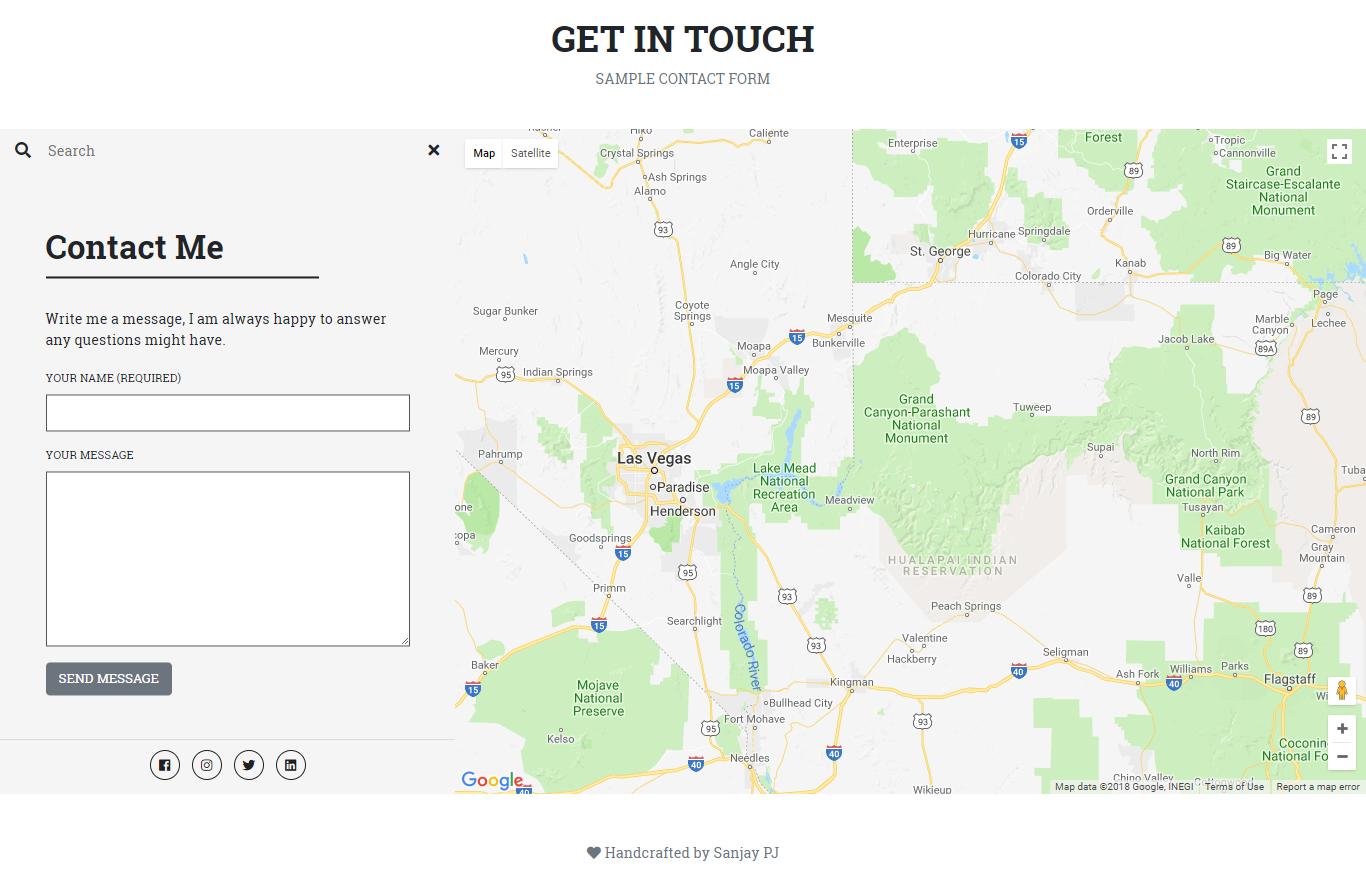 GET IN TOUCH
SAMPLE CONTACT FORM
Search
Contact Me
Write me a message, I am always happy to answer
any questions might have.
YOUR NAME (REQUIRED)
YOUR MESSAGE
SEND MESSAGE
Map Satellite
Hiko
Caliente
Crystal Springs
Ash Springs
Alamo
93
Angle City
Coyote
Springs
Sugar Bunker
Mercury
95
Indian Springs
Moapa
Moapa Valley
15
15
Mesquite
Bunkerville
Enterprise
15
Forest
Tropic
Cannonville
89
Grand
Staircase-Escalante
National
Monument
Orderville
Hurricane
Springdale
St. George
Kanab
89
Big Water
Colorado City
Page
Lechee
Marble
Canyon
89A
Jacob Lake
Grand
Canyon-Parashant
National
Monument
Tuweep
89
Supai
North Rim
Tuba
Grand Canyon
National Park
Tusayan
Kaibab
National Forest
Cameron
Gray
Mountain
Pahrump
Las Vegas
Paradise
Henderson
Lake Mead
National
Recreation
Area
Meadview
one
copa
Goodsprings
15
95
93
HUALAPAI INDIAN
RESERVATION
Valle
89
Primm
15
Searchlight
Colorado River
93
Peach Springs
180
89
Valentine
Hackberry
Seligman
Baker
15
Mojave
National
Preserve
Kelso
Kingman
40
Ash Fork
40
Williams
Parks
Flagstaff
Wi
Bullhead City
Fort Mohave
95
93
40
40
Needles
Coconin
National Fo
Chino Valley
Cottonwood
Wikieup
40
Google
Map data ©2018 Google, INEGI
Terms of Use
Report a map error
Handcrafted by Sanjay PJ